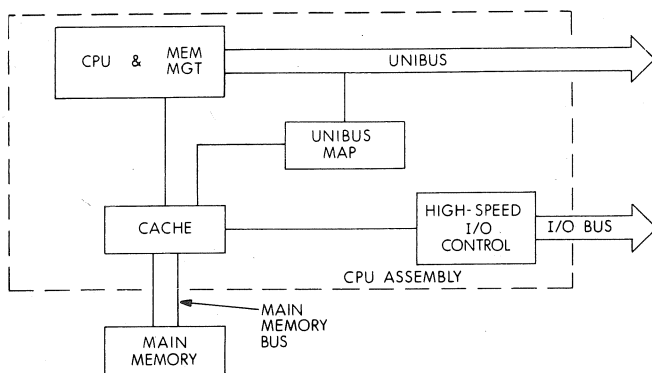 CPU & MEM
MGT
UNIBUS
UNIBUS
MAP
CACHE
HIGH-SPEED
I/O
CONTROL
I/O BUS
CPU ASSEMBLY
MAIN
MEMORY
BUS
MAIN
MEMORY